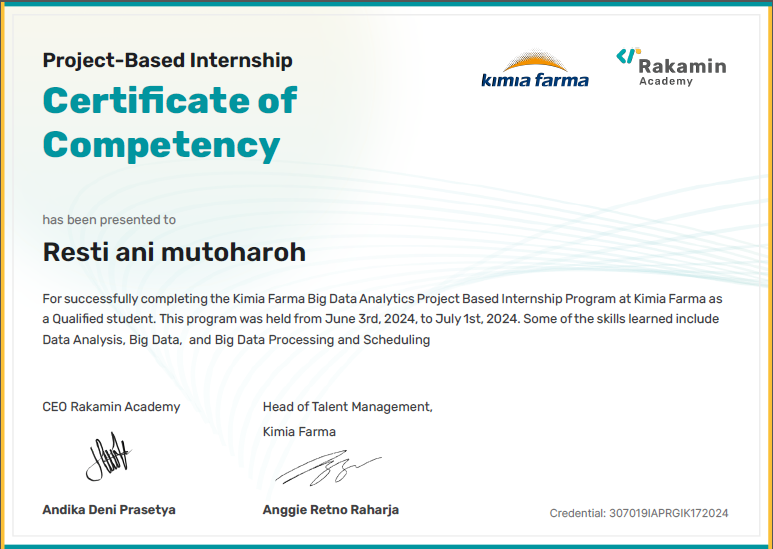 Project-Based Internship
kimia farma
Rakamin
Academy
Certificate of
Competency
has been presented to
Resti ani mutoharoh
For successfully completing the Kimia Farma Big Data Analytics Project Based Internship Program at Kimia Farma as
a Qualified student. This program was held from June 3rd, 2024, to July 1st, 2024. Some of the skills learned include
Data Analysis, Big Data, and Big Data Processing and Scheduling
CEO Rakamin Academy
Head of Talent Management,
Kimia Farma
Andika Deni Prasetya
Anggie Retno Raharja
Credential: 307019IAPRGIK172024